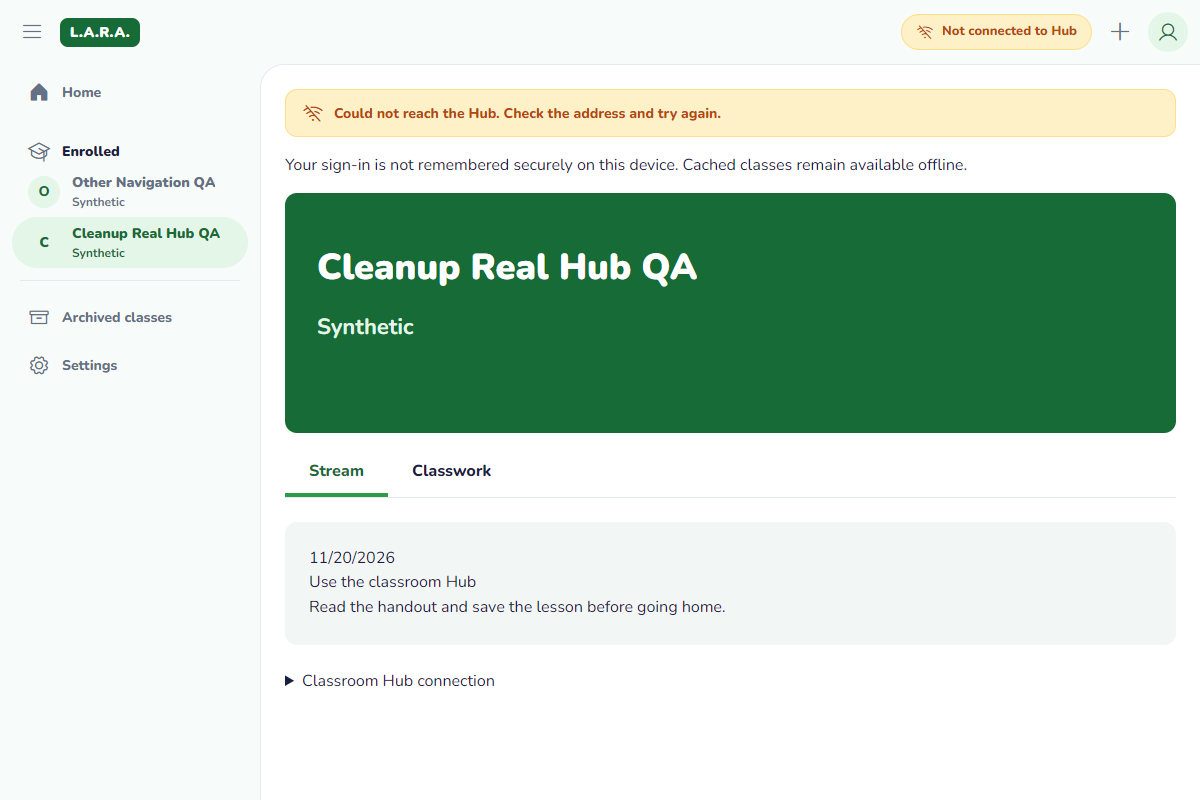 L.A.R.A.
Not connected to Hub
Home
Enrolled
O
Other Navigation QA
Synthetic
C
Cleanup Real Hub QA
Synthetic
Archived classes
Settings
Could not reach the Hub. Check the address and try again.
Your sign-in is not remembered securely on this device. Cached classes remain available offline.
Cleanup Real Hub QA
Synthetic
Stream
Classwork
11/20/2026
Use the classroom Hub
Read the handout and save the lesson before going home.
Classroom Hub connection